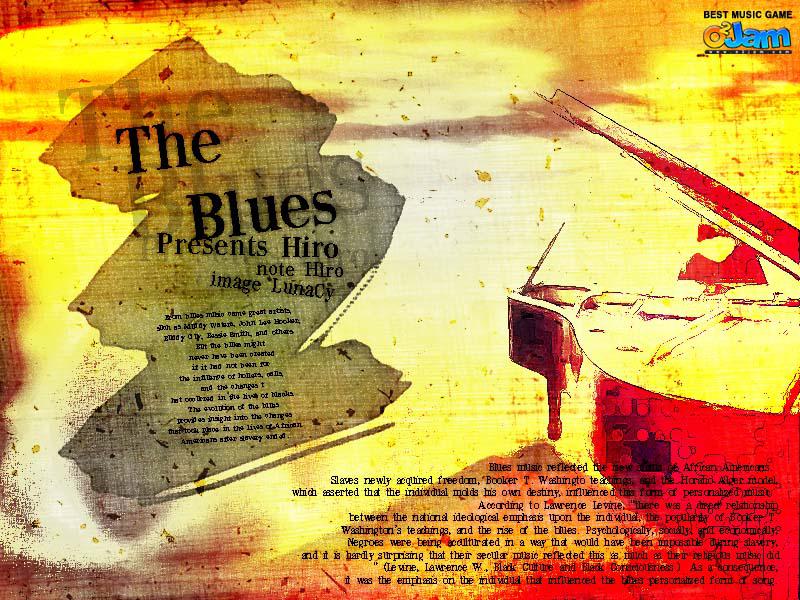 BEST MUSIC GAME
O2Jam
The
Blues
Presents Hiro
note Hiro
image LunaCy
From blues music came great artists,
such as Muddy Waters, John Lee Hooker,
Buddy Guy, Bessie Smith, and others
But the blues might
never have been created
if it had not been for
the influence of hollers, calls,
and the changes t
hat occurred in the lives of blacks
The evolution of the blues
provides insight into the changes
that took place in the lives of African
Americans after slavery ended
Blues music reflected the new status of African Americans
Slaves newly acquired freedom, Booker T. Washingto teachings, and the Horatio Alger model,
which asserted that the individual molds his own destiny, influenced this form of personalized music
According to Lawrence Levine, "there was a direct relationship
between the national ideological emphasis upon the individual, the popularity of Booker T.
Washington's teachings, and the rise of the blues. Psychologically, socially, and economically?
Negroes were being acculturated in a way that would have been impossible during slavery,
and it is hardly surprising that their secular music reflected this as much as their religious music did
" (Levine, Lawrence W., Black Culture and Black Consciousness ) As a consequence,
it was the emphasis on the individual that influenced the blues personalized form of song